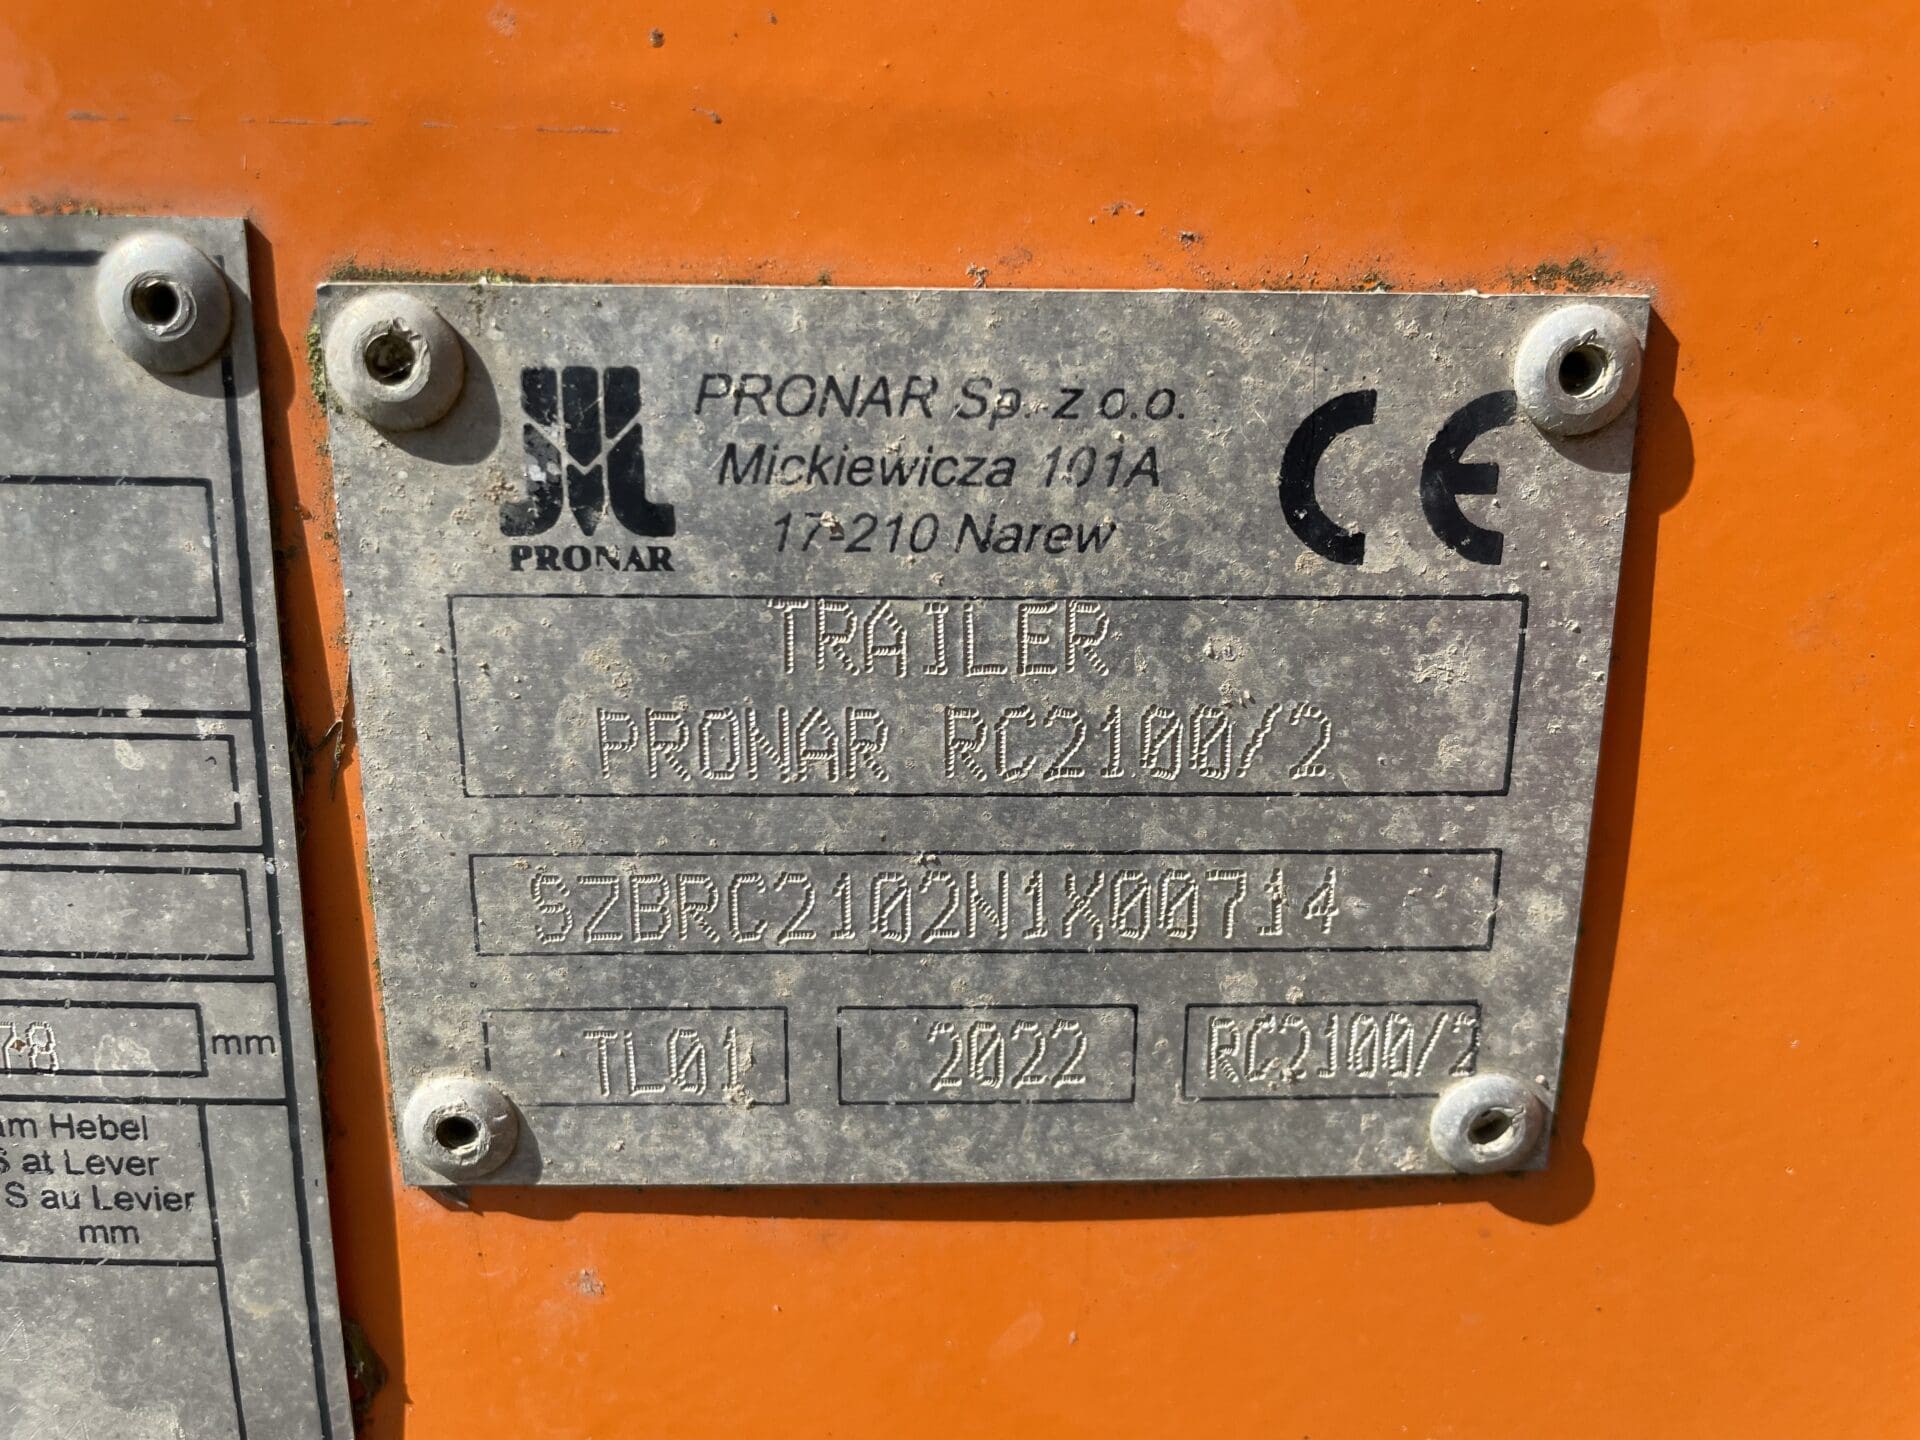 PRONAR
PRONAR Sp. z o.o.
Mickiewicza 101A
17-210 Narew
CE
TRAILER
PRONAR RC2100/2
SZBRC2102N1X00714
TL01
2022
RC2100/2
78
mm
Hebel
at Lever
S au Levier
mm